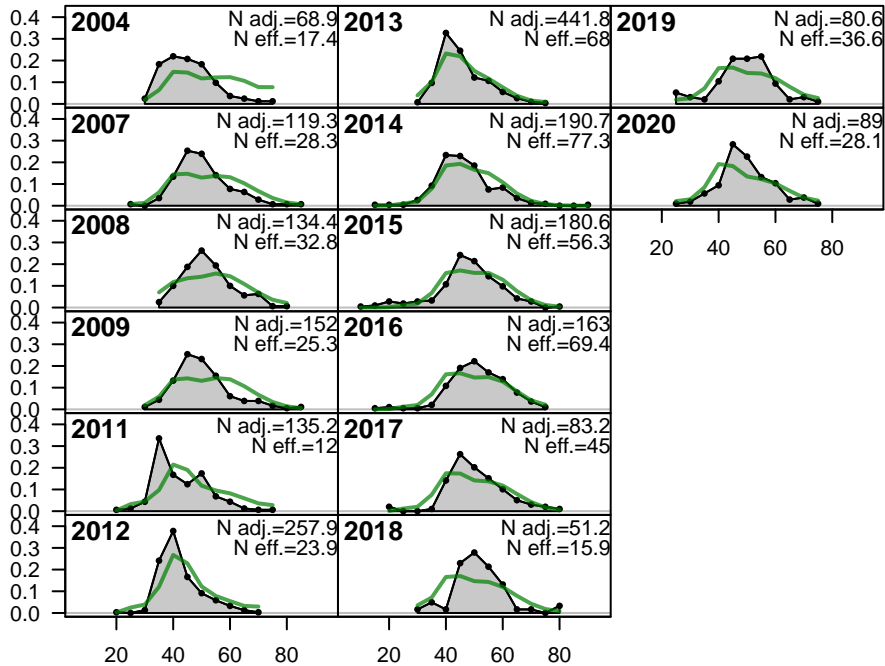 0.4
0.3
0.2
0.1
0.0
2004
N adj.=68.9
N eff.=17.4
2013
N adj.=441.8
N eff.=68
2019
N adj.=80.6
N eff.=36.6
0.4
0.3
0.2
0.1
0.0
2007
N adj.=119.3
N eff.=28.3
2014
N adj.=190.7
N eff.=77.3
2020
N adj.=89
N eff.=28.1
0.4
0.3
0.2
0.1
0.0
2008
N adj.=134.4
N eff.=32.8
2015
N adj.=180.6
N eff.=56.3
20 40 60 80
0.4
0.3
0.2
0.1
0.0
2009
N adj.=152
N eff.=25.3
2016
N adj.=163
N eff.=69.4
0.4
0.3
0.2
0.1
0.0
2011
N adj.=135.2
N eff.=12
2017
N adj.=83.2
N eff.=45
0.4
0.3
0.2
0.1
0.0
2012
N adj.=257.9
N eff.=23.9
2018
N adj.=51.2
N eff.=15.9
20 40 60 80
20 40 60 80